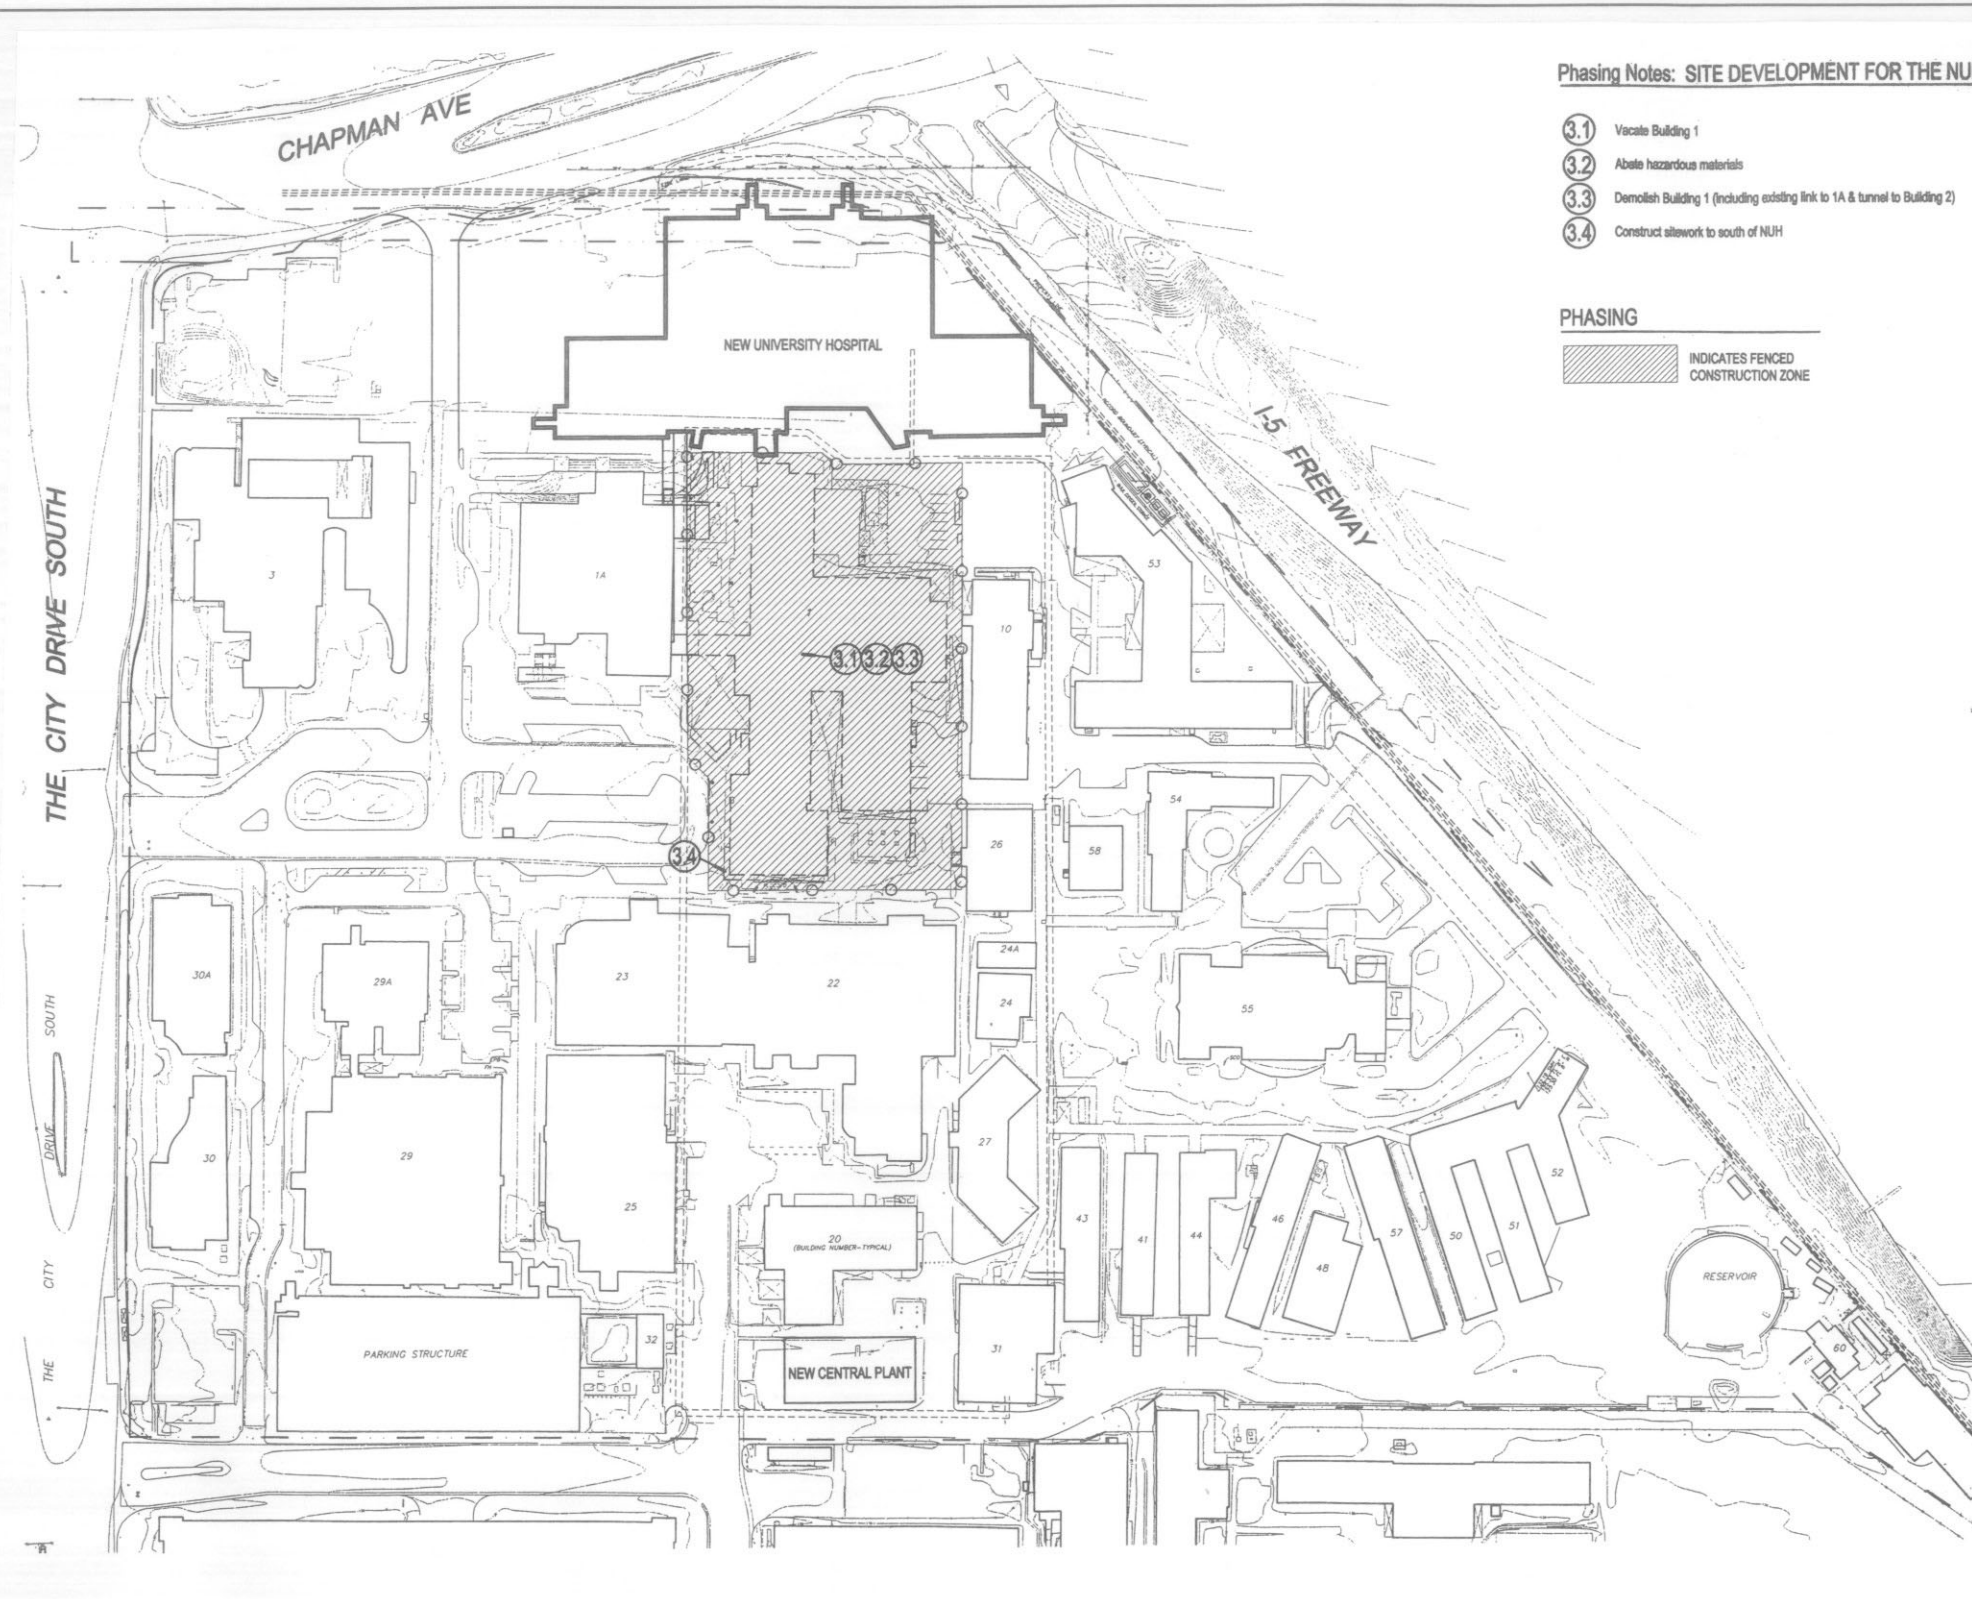 Phasing Notes: SITE DEVELOPMENT FOR THE NU
3.1 Vacate Building 1
3.2 Abate hazardous materials
3.3 Demolish Building 1 (including existing link to 1A & tunnel to Building 2)
3.4 Construct sitework to south of NUH
PHASING
INDICATES FENCED
CONSTRUCTION ZONE
CHAPMAN AVE
NEW UNIVERSITY HOSPITAL
I-5 FREEWAY
THE CITY DRIVE SOUTH
3
1A
53
10
3.1 3.2 3.3
54
26
58
3.4
30A
29A
23
22
24A
24
55
THE CITY DRIVE SOUTH
30
29
25
27
20
(BUILDING NUMBER-TYPICAL)
43
41
44
46
48
57
50
51
52
RESERVOIR
60
PARKING STRUCTURE
32
31
NEW CENTRAL PLANT